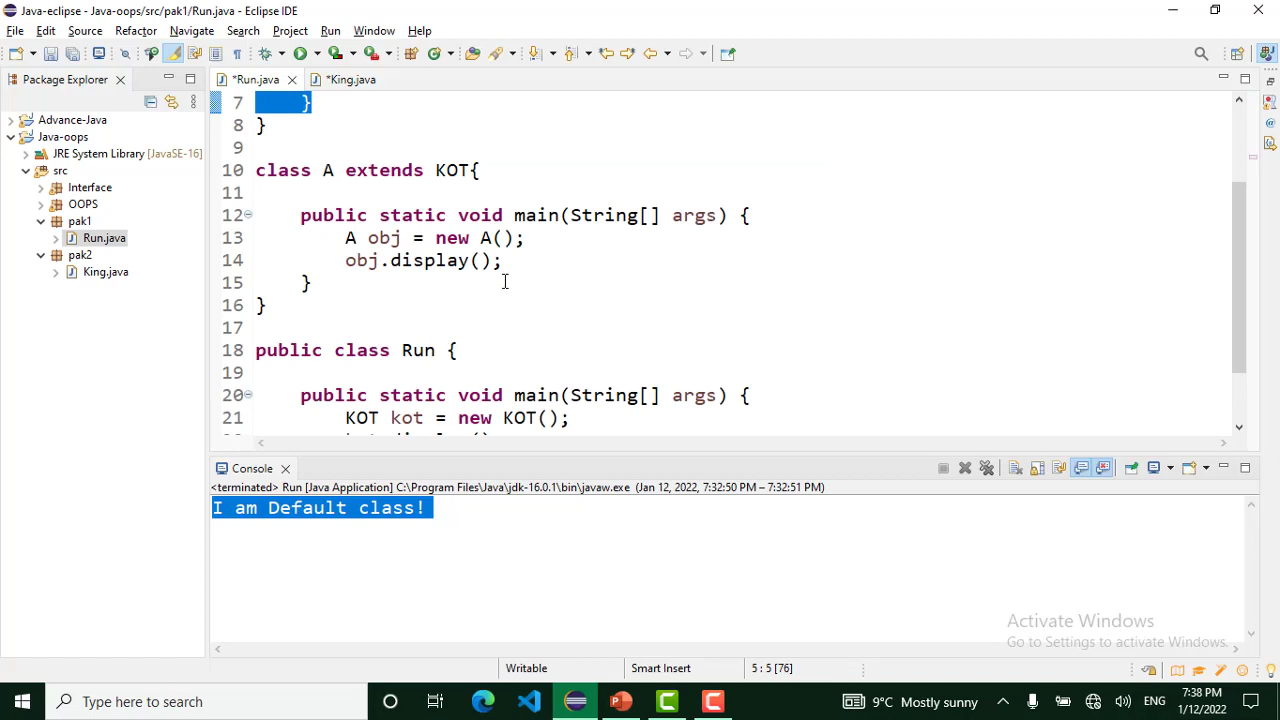 Java-eclipse - Java-oops/src/pak1/Run.java - Eclipse IDE
File Edit Source Refactor Navigate Search Project Run Window Help
Package Explorer
*Run.java
*King.java
Advance-Java
Java-oops
JRE System Library [JavaSE-16]
src
Interface
OOPS
pak1
Run.java
pak2
King.java
7 }
8 }
9
10 class A extends KOT{
11
12 public static void main(String[] args) {
13 A obj = new A();
14 obj.display();
15 }
16 }
17
18 public class Run {
19
20 public static void main(String[] args) {
21 KOT kot = new KOT();
Console
<terminated> Run [Java Application] C:\Program Files\Java\jdk-16.0.1\bin\javaw.exe (Jan 12, 2022, 7:32:50 PM – 7:32:51 PM)
I am Default class!
Activate Windows
Go to Settings to activate Windows.
Writable
Smart Insert
5 : 5 [76]
Type here to search
9°C Mostly sunny
ENG
7:38 PM
1/12/2022